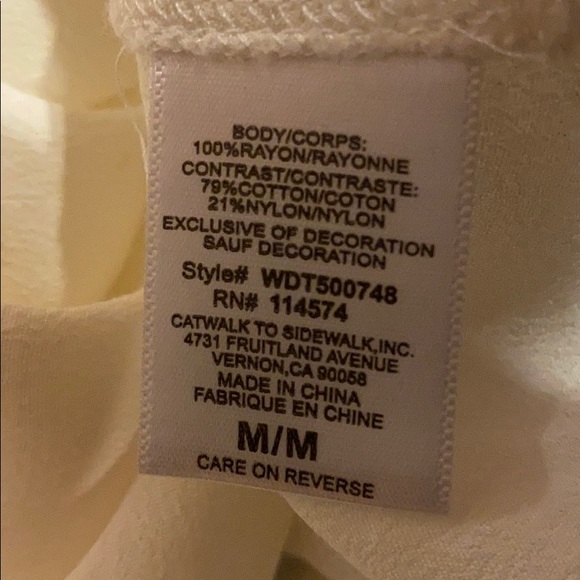 BODY/CORPS:
100%RAYON/RAYONNE
CONTRAST/CONTRASTE:
79%COTTON/COTON
21%NYLON/NYLON
EXCLUSIVE OF DECORATION
SAUF DECORATION
Style# WDT500748
RN# 114574
CATWALK TO SIDEWALK,INC.
4731 FRUITLAND AVENUE
VERNON,CA 90058
MADE IN CHINA
FABRIQUE EN CHINE
M/M
CARE ON REVERSE